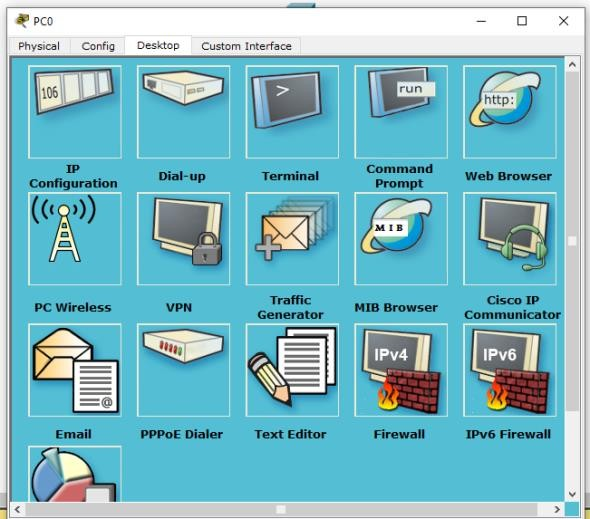 PC0
Physical Config Desktop Custom Interface
106
>
run
http:
IP
Configuration
Dial-up
Terminal
Command
Prompt
Web Browser
MIB
PC Wireless
VPN
Traffic
Generator
MIB Browser
Cisco IP
Communicator
@
IPv4
IPv6
Email
PPPoE Dialer
Text Editor
Firewall
IPv6 Firewall